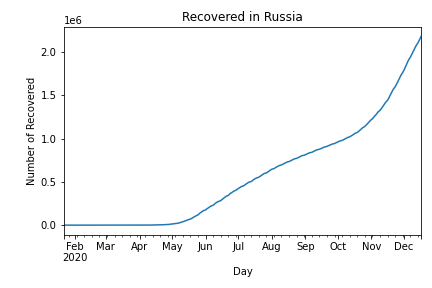 Recovered in Russia
1e6
2.0
1.5
1.0
0.5
0.0
Number of Recovered
Feb Mar Apr May Jun Jul Aug Sep Oct Nov Dec
2020
Day